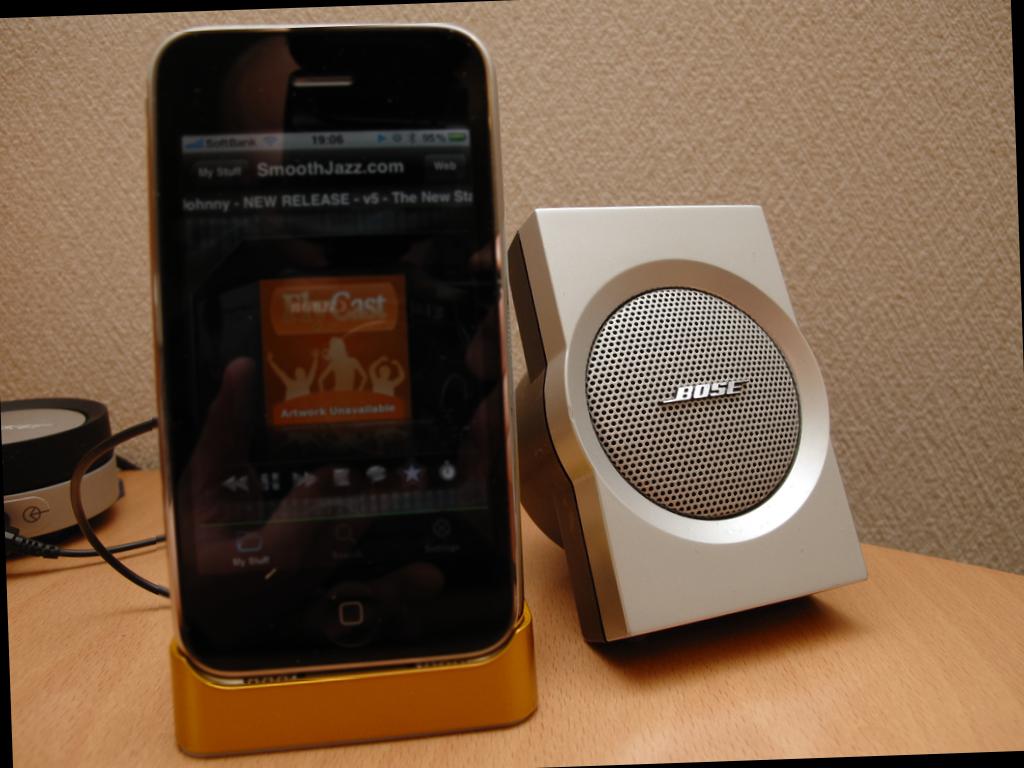 SoftBank 19:06 95%
My Stuff SmoothJazz.com Web
Johnny - NEW RELEASE - v5 - The New Sta
Artwork Unavailable
My Stuff Search Settings
BOSE